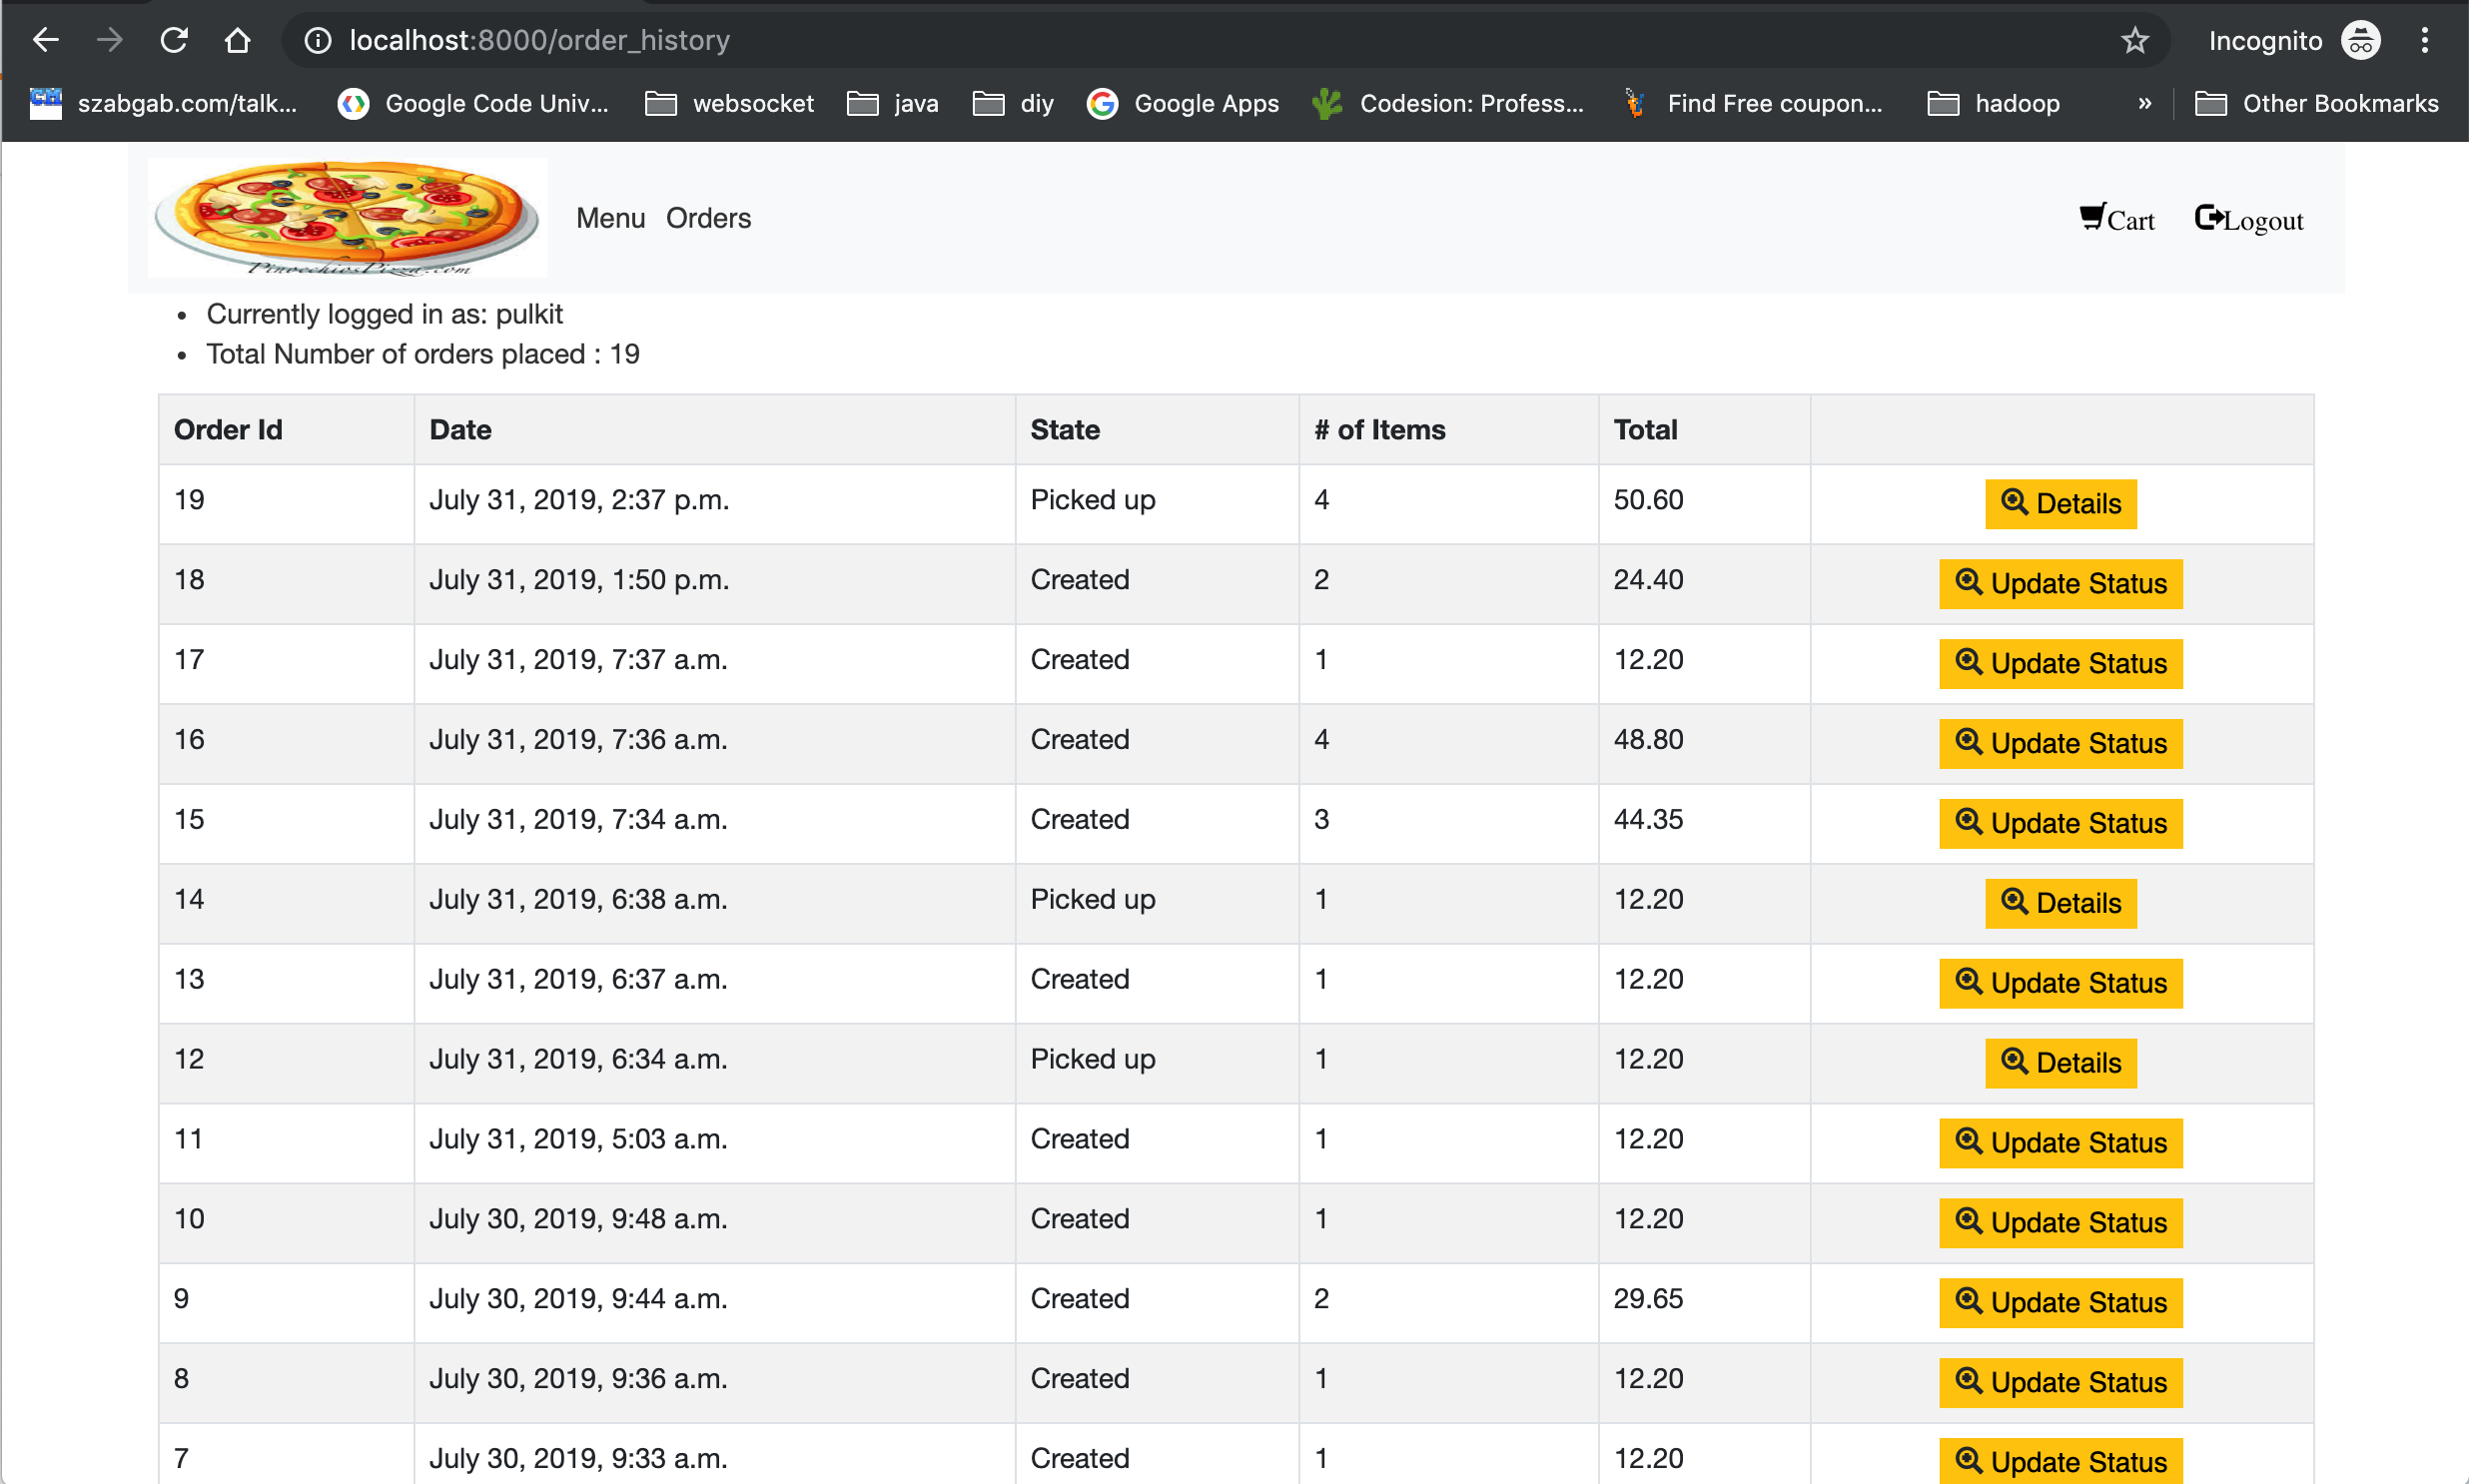 localhost:8000/order_history Incognito
szabgab.com/talk... Google Code Univ... websocket java diy Google Apps Codesion: Profess... Find Free coupon... hadoop » Other Bookmarks
PinocchiosPizza.com
Menu Orders Cart Logout
• Currently logged in as: pulkit
• Total Number of orders placed : 19
Order Id Date State # of Items Total
19 July 31, 2019, 2:37 p.m. Picked up 4 50.60 Details
18 July 31, 2019, 1:50 p.m. Created 2 24.40 Update Status
17 July 31, 2019, 7:37 a.m. Created 1 12.20 Update Status
16 July 31, 2019, 7:36 a.m. Created 4 48.80 Update Status
15 July 31, 2019, 7:34 a.m. Created 3 44.35 Update Status
14 July 31, 2019, 6:38 a.m. Picked up 1 12.20 Details
13 July 31, 2019, 6:37 a.m. Created 1 12.20 Update Status
12 July 31, 2019, 6:34 a.m. Picked up 1 12.20 Details
11 July 31, 2019, 5:03 a.m. Created 1 12.20 Update Status
10 July 30, 2019, 9:48 a.m. Created 1 12.20 Update Status
9 July 30, 2019, 9:44 a.m. Created 2 29.65 Update Status
8 July 30, 2019, 9:36 a.m. Created 1 12.20 Update Status
7 July 30, 2019, 9:33 a.m. Created 1 12.20 Update Status